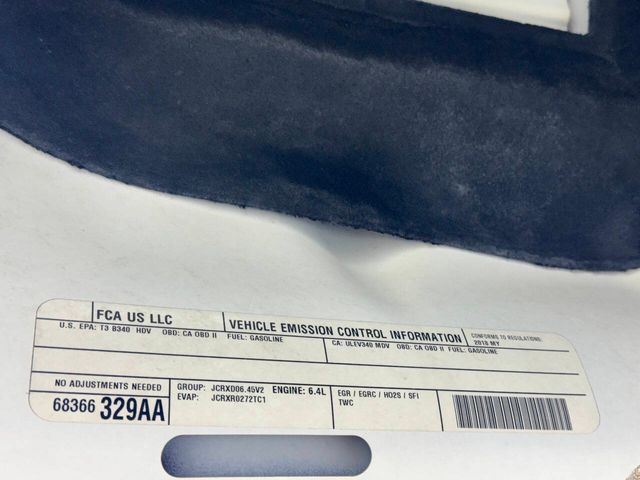 FCA US LLC
VEHICLE EMISSION CONTROL INFORMATION
CONFORMS TO REGULATIONS:
2018 MY
U.S. EPA: T3 B340 HDV OBD: CA OBD II FUEL: GASOLINE
CA: ULEV340 MDV OBD: CA OBD II FUEL: GASOLINE
NO ADJUSTMENTS NEEDED
68366 329AA
GROUP: JCRXD06.45V2 ENGINE: 6.4L
EVAP: JCRXR0272TC1
EGR / EGRC / HO2S / SFI
TWC